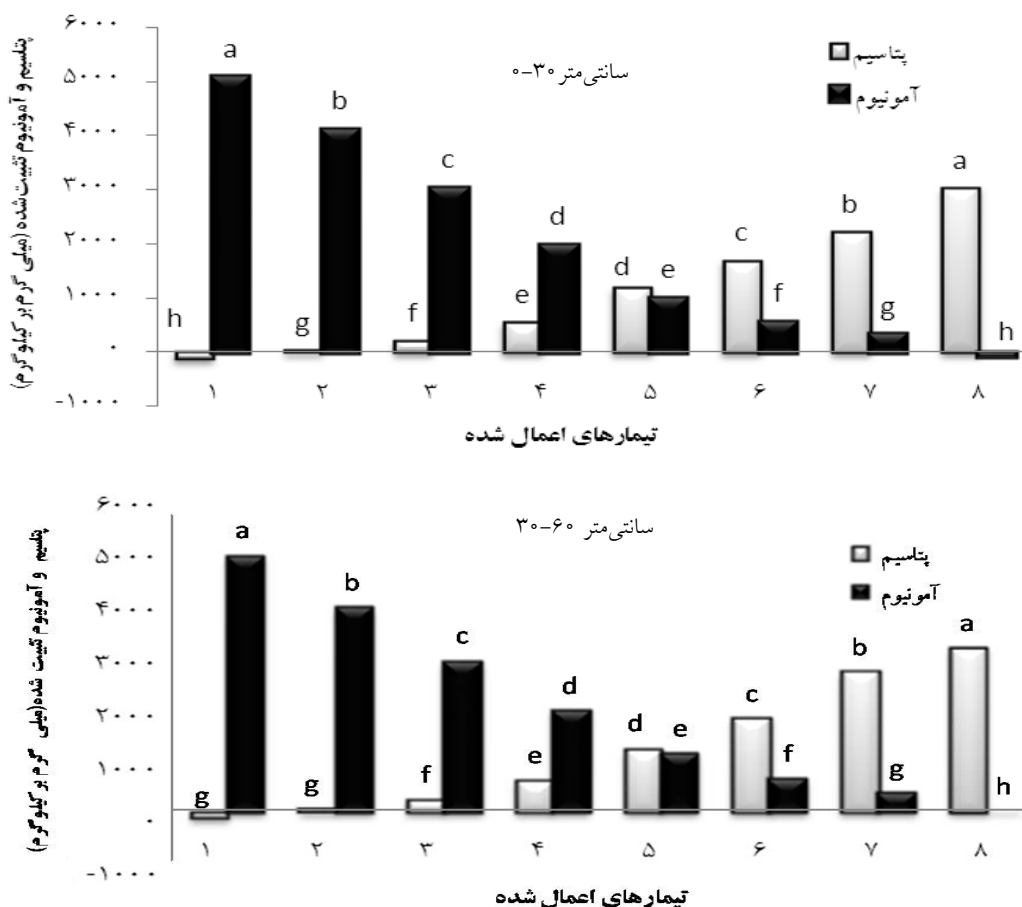 پتاسیم و آمونیوم تثبیت‌شده (میلی گرم بر کیلوگرم)
۶۰۰۰
۵۰۰۰
۴۰۰۰
۳۰۰۰
۲۰۰۰
۱۰۰۰
۰
-۱۰۰۰
سانتی‌متر ۳۰-۰
پتاسیم
آمونیوم
h a g b f c e d d e c f b g a h
۱ ۲ ۳ ۴ ۵ ۶ ۷ ۸
تیمارهای اعمال شده
پتاسیم و آمونیوم تثبیت شده(میلی گرم بر کیلوگرم)
۶۰۰۰
۵۰۰۰
۴۰۰۰
۳۰۰۰
۲۰۰۰
۱۰۰۰
۰
-۱۰۰۰
سانتی‌متر ۶۰-۳۰
پتاسیم
آمونیوم
g a g b f c e d d e c f b g a h
۱ ۲ ۳ ۴ ۵ ۶ ۷ ۸
تیمارهای اعمال شده